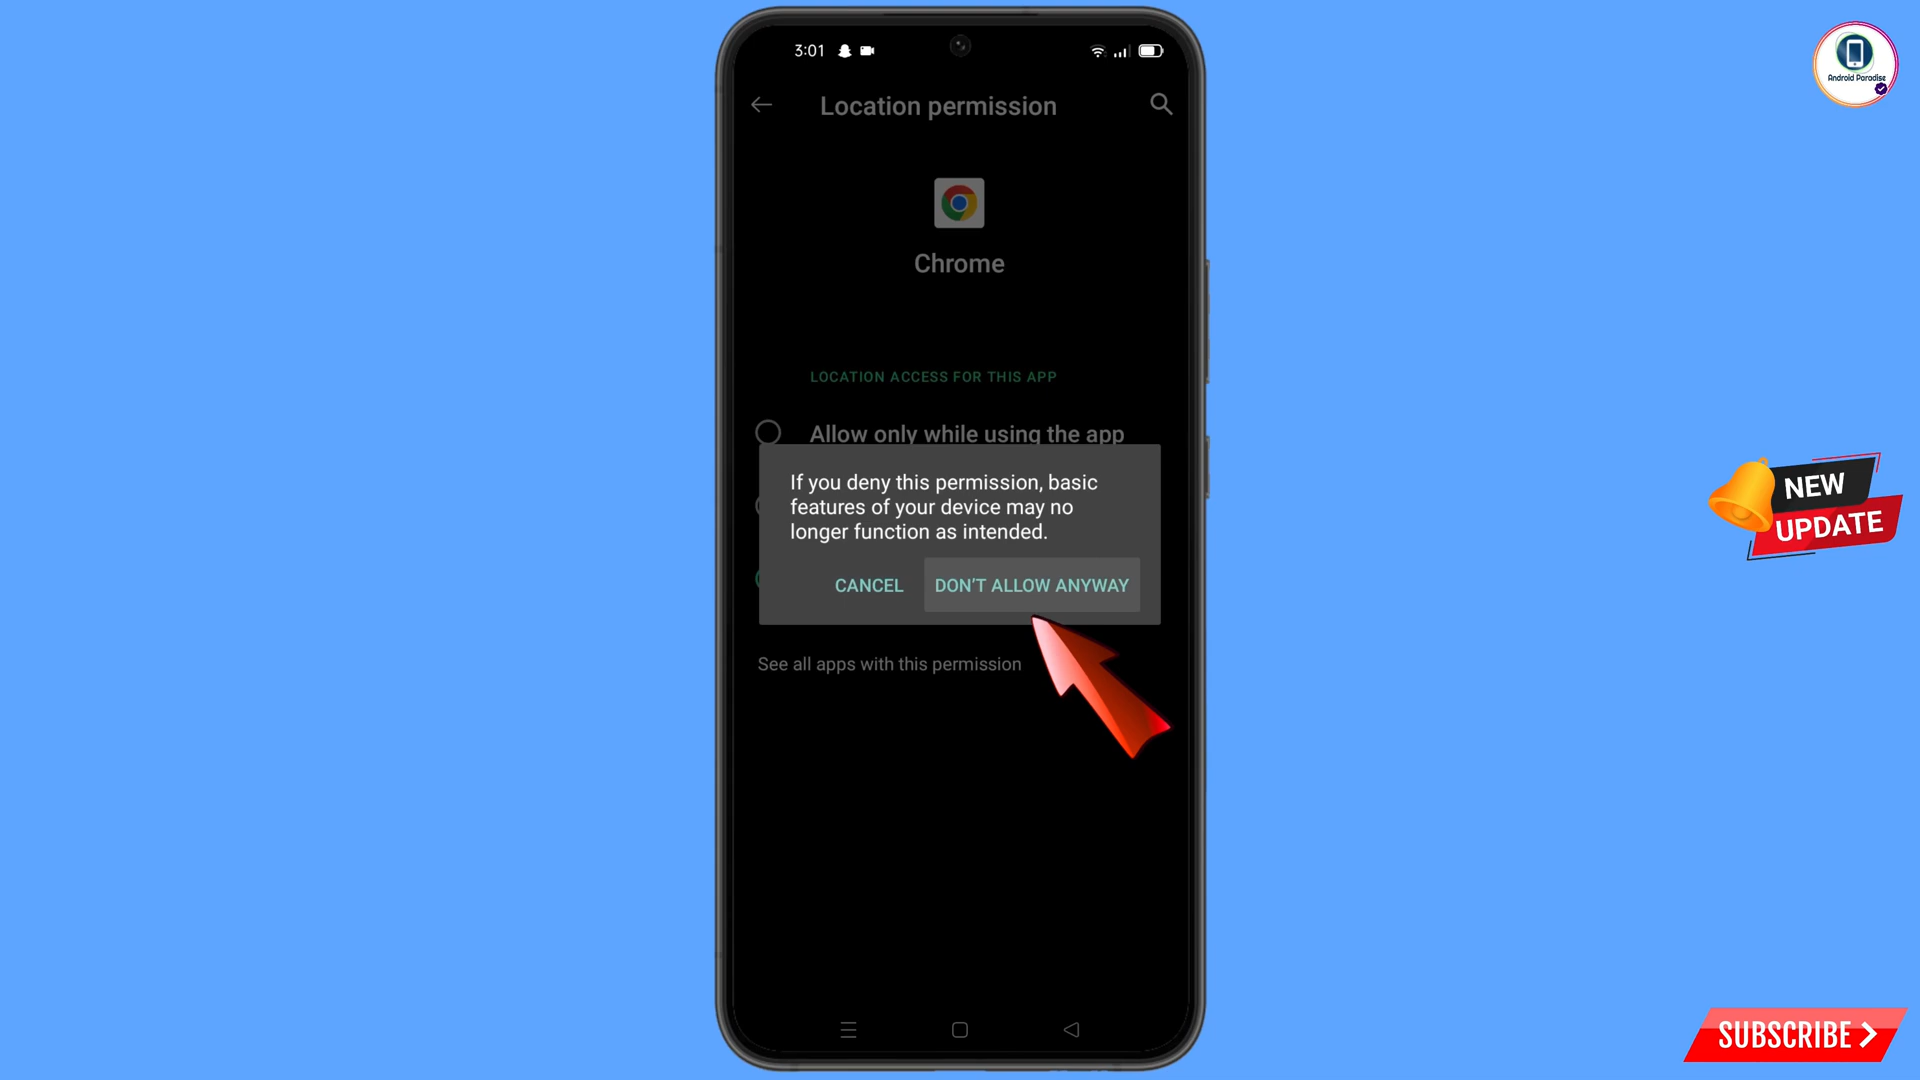 3:01
Android Paradise
Location permission
Chrome
LOCATION ACCESS FOR THIS APP
Allow only while using the app
If you deny this permission, basic
features of your device may no
longer function as intended.
CANCEL
DON'T ALLOW ANYWAY
See all apps with this permission
NEW
UPDATE
SUBSCRIBE